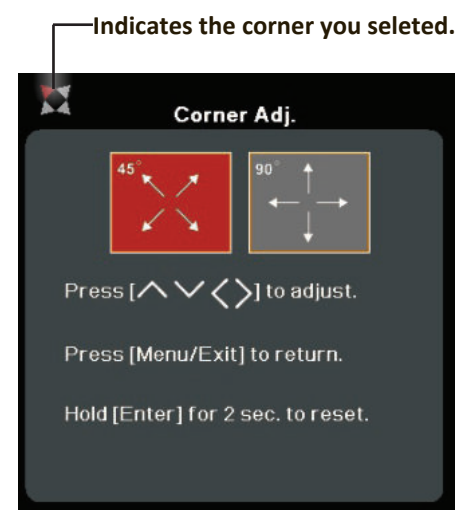 Indicates the corner you seleted.
Corner Adj.
45° 90°
Press [∧ ∨ < >] to adjust.
Press [Menu/Exit] to return.
Hold [Enter] for 2 sec. to reset.